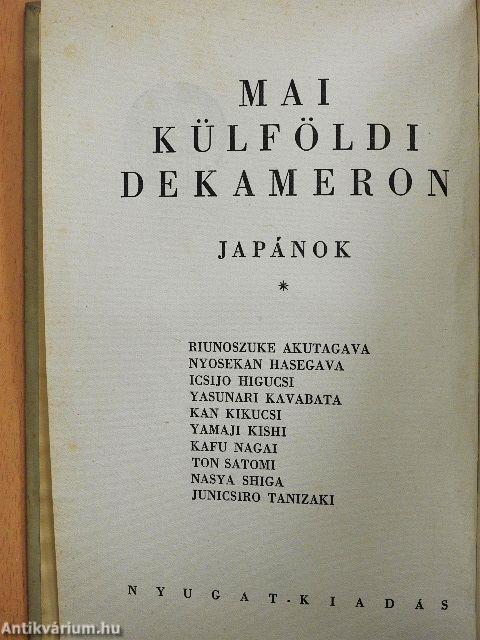 MAI
KÜLFÖLDI
DEKAMERON
JAPÁNOK
*
RIUNOSZUKE AKUTAGAVA
NYOSEKAN HASEGAVA
ICSIJO HIGUCSI
YASUNARI KAVABATA
KAN KIKUCSI
YAMAJI KISHI
KAFU NAGAI
TON SATOMI
NASYA SHIGA
JUNICSIRO TANIZAKI
NYUGAT-KIADÁS
Antikvárium.hu